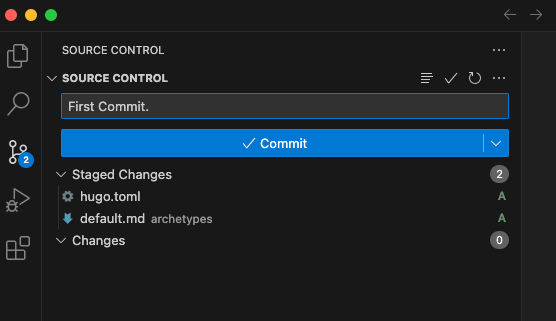 SOURCE CONTROL
SOURCE CONTROL
First Commit.
Commit
2
Staged Changes 2
hugo.toml A
default.md archetypes A
Changes 0